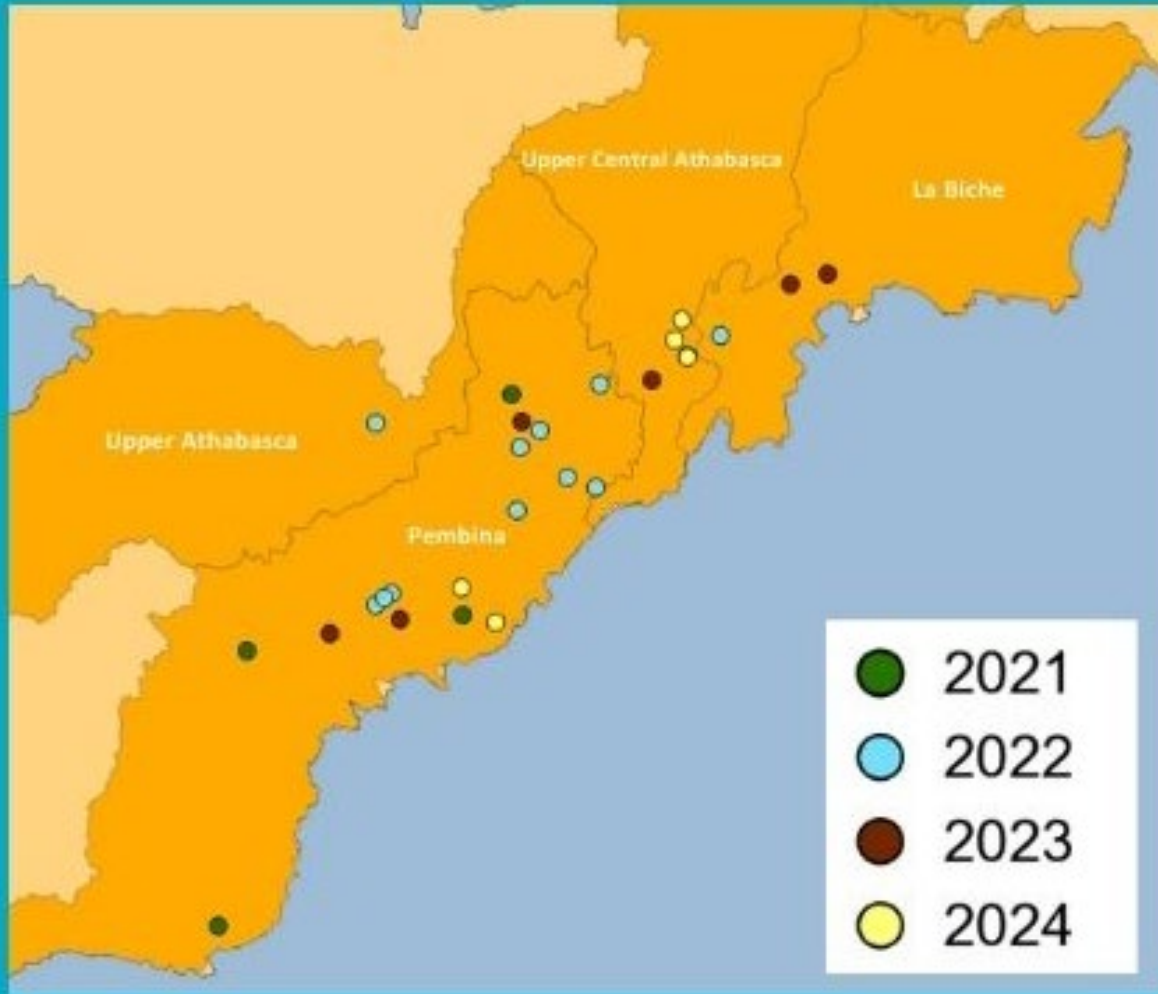 Upper Central Athabasca
La Biche
Upper Athabasca
Pembina
2021
2022
2023
2024